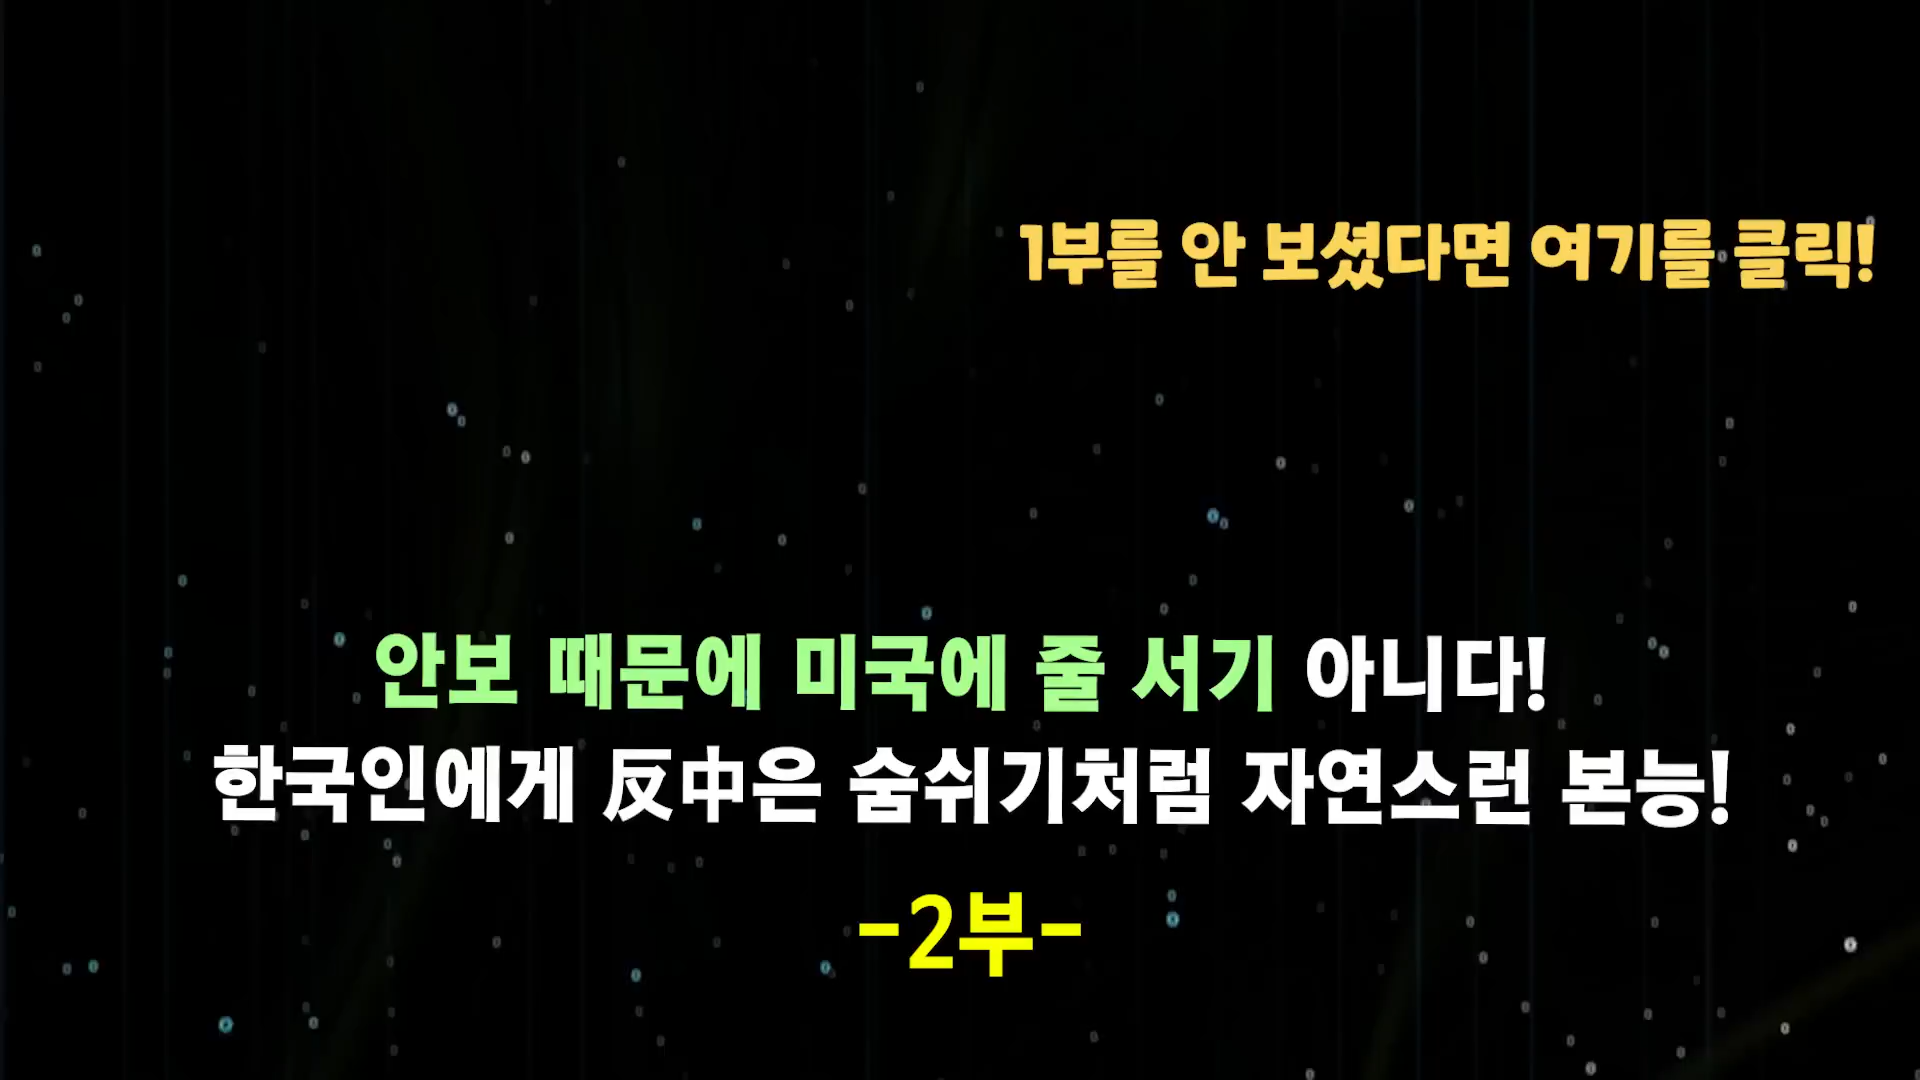 1부를 안 보셨다면 여기를 클릭!
안보 때문에 미국에 줄 서기 아니다!
한국인에게 反中은 숨쉬기처럼 자연스런 본능!
-2부-